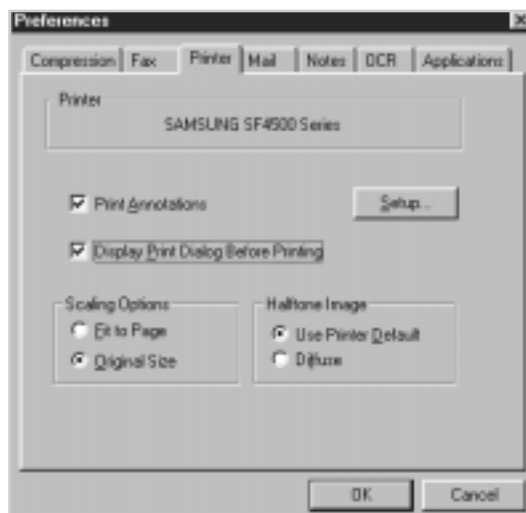 Preferences
Compression Fax Printer Mail Notes OCR Applications
Printer
SAMSUNG SF4500 Series
Print Annotations Setup...
Display Print Dialog Before Printing
Scaling Options Halftone Image
Fit to Page Use Printer Default
Original Size Diffuse
OK Cancel